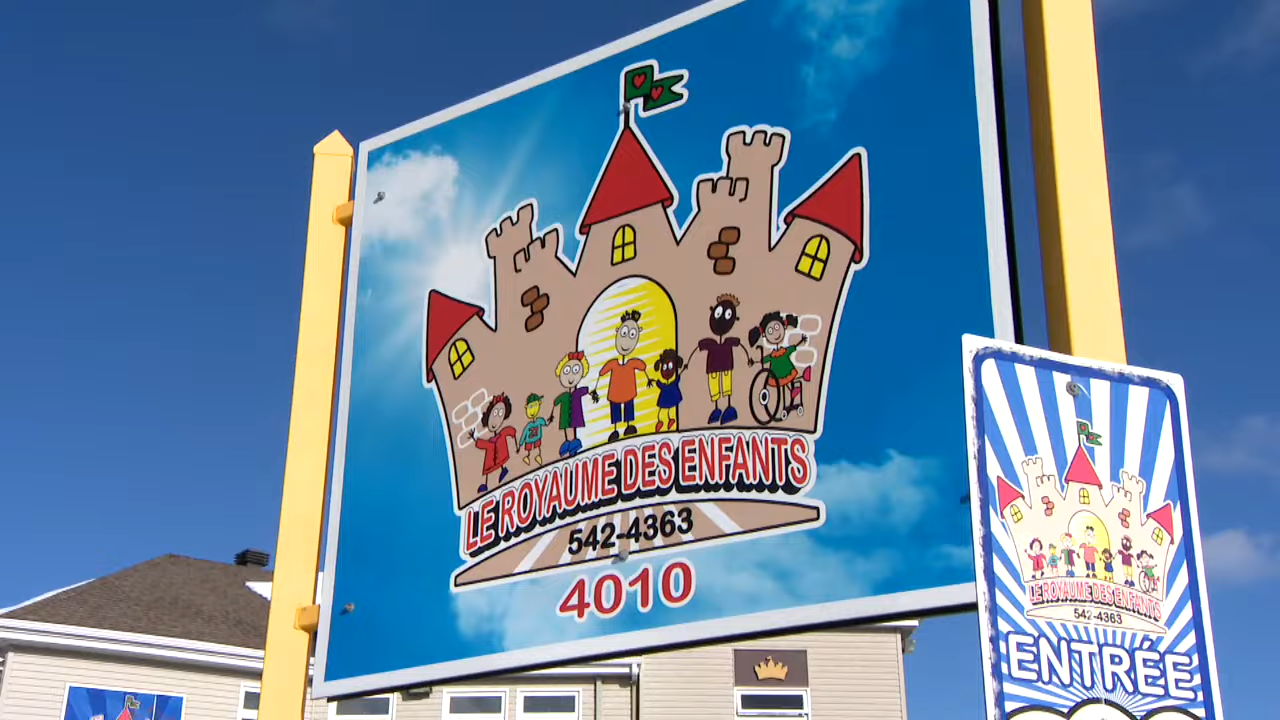 LE ROYAUME DES ENFANTS
542-4363
4010
LE ROYAUME DES ENFANTS
542-4363
ENTRÉE